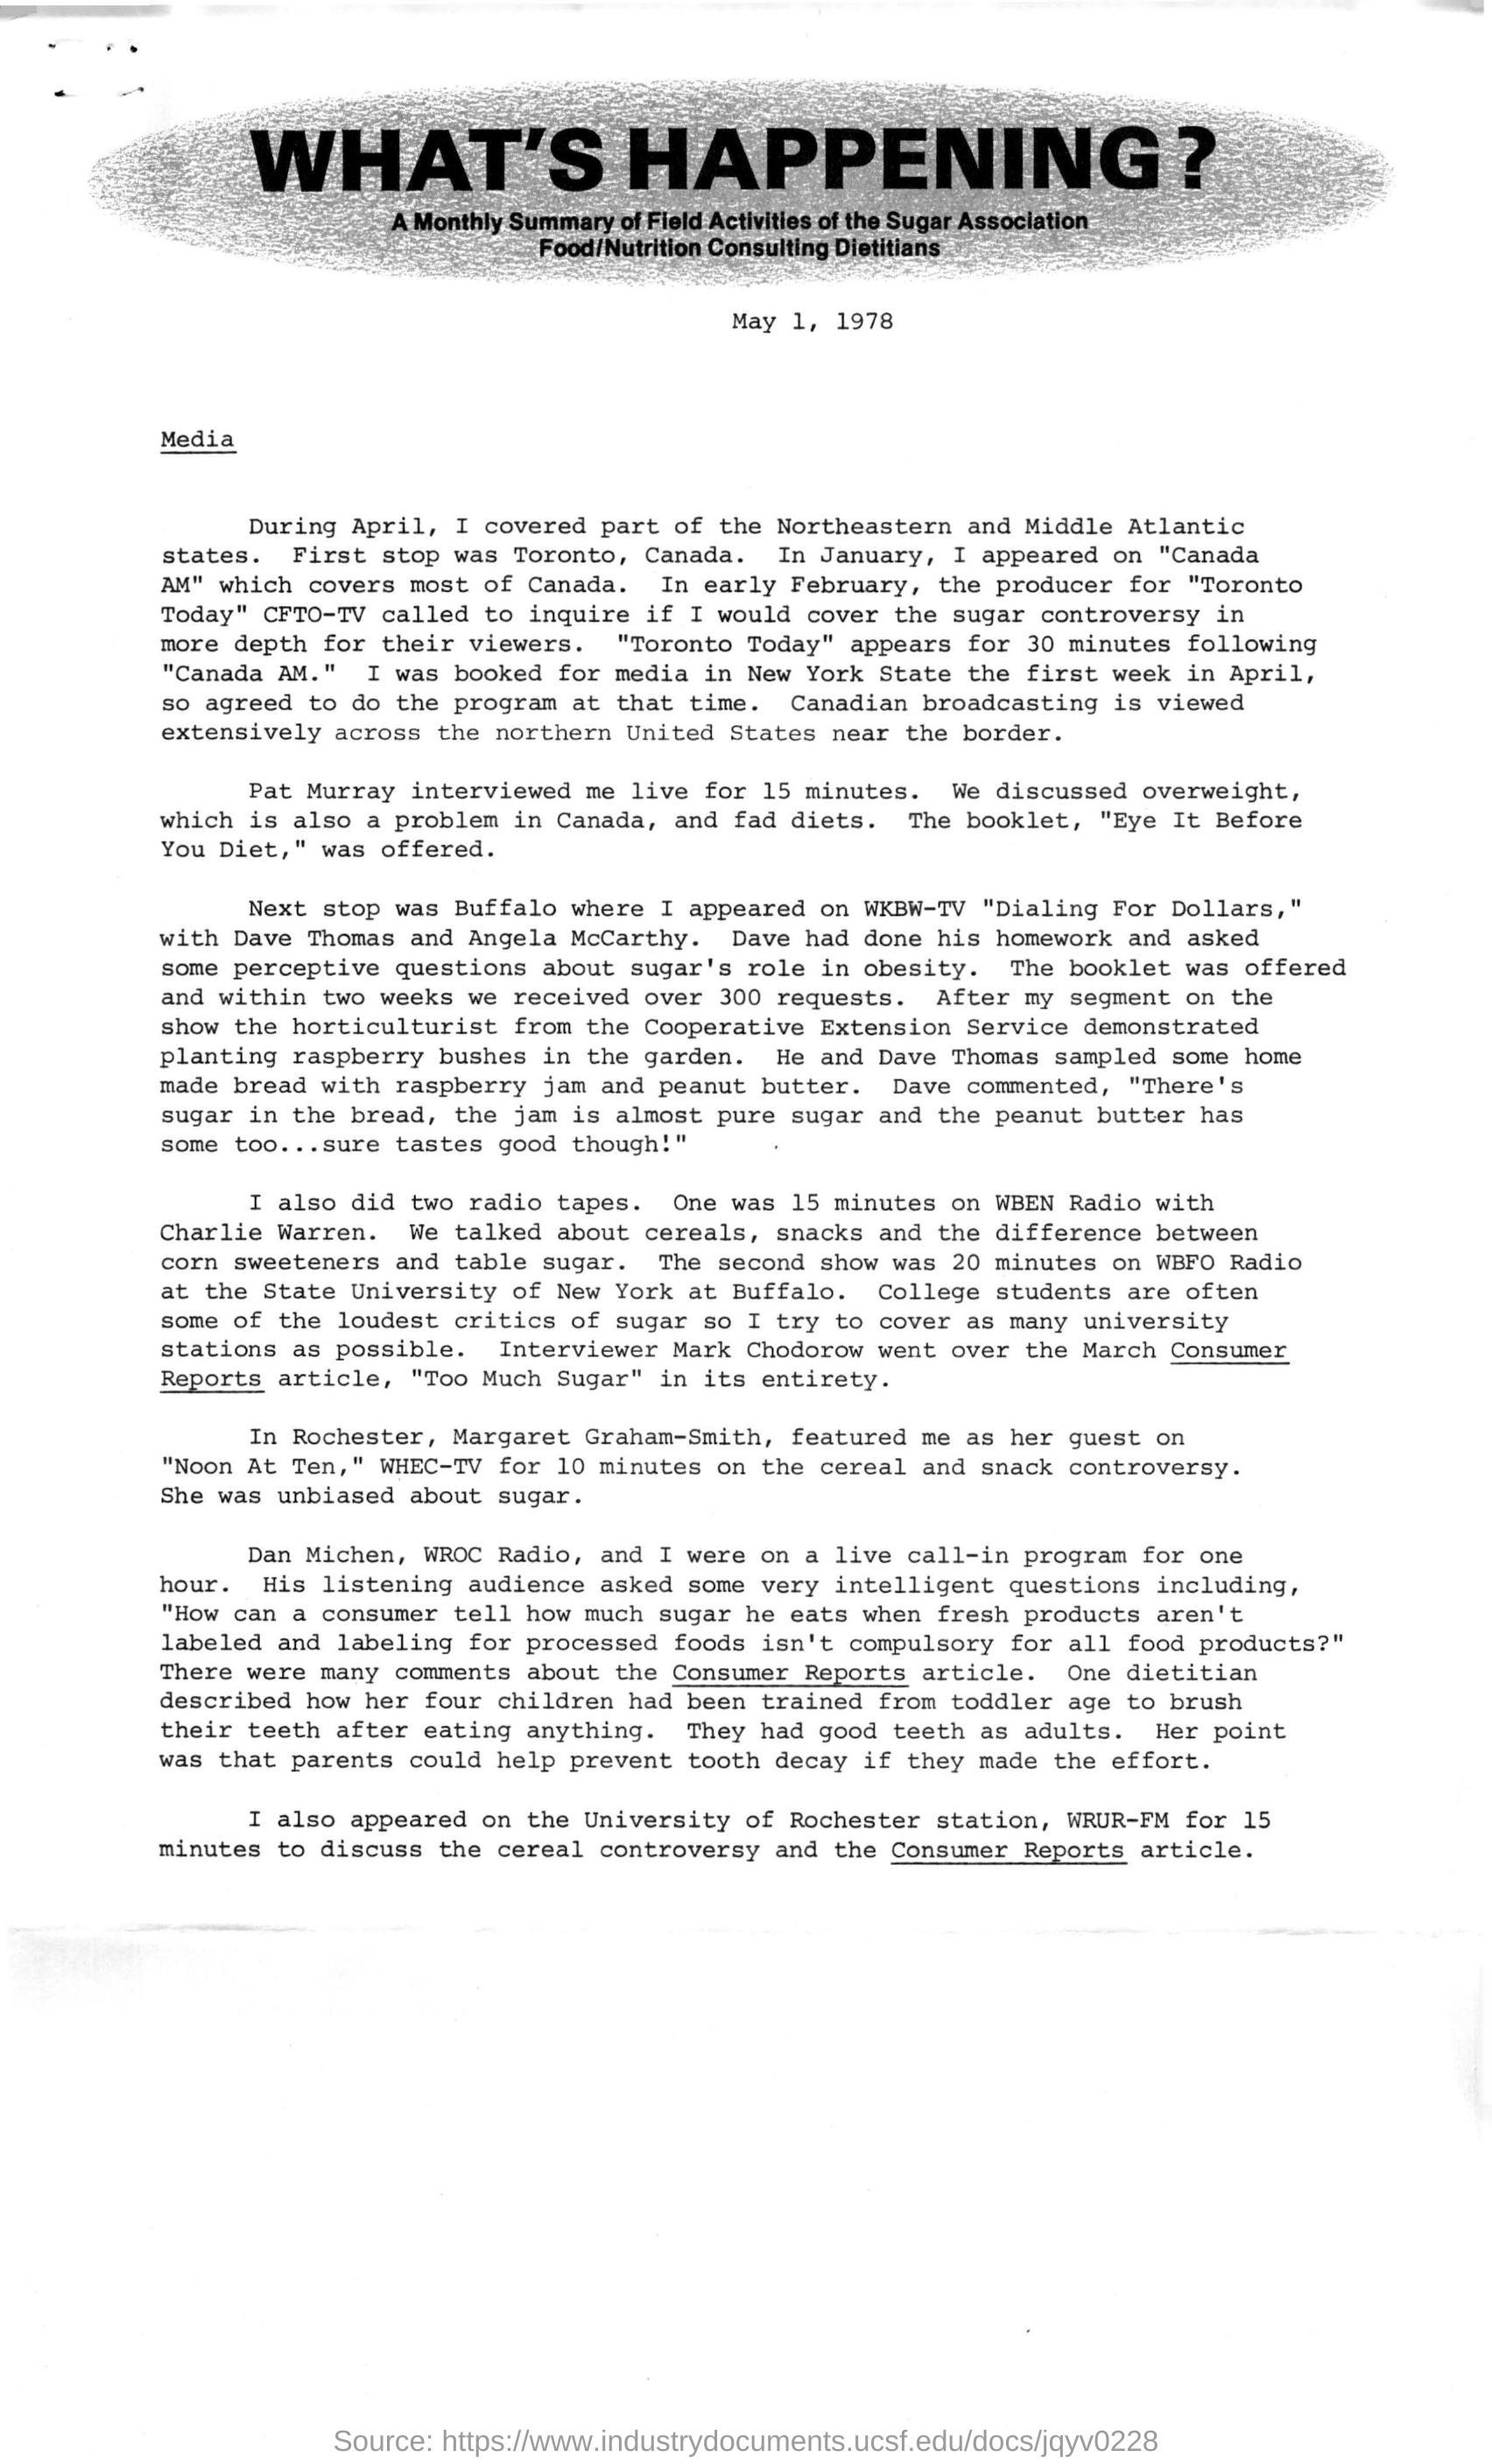 WHAT'S HAPPENING?
A Monthly Summary of Field Activities of the Sugar Association
Food/Nutrition Consulting Dietitians
May 1, 1978
Media
During April, I covered part of the Northeastern and Middle Atlantic
states. First stop was Toronto, Canada. In January, I appeared on "Canada
AM" which covers most of Canada. In early February, the producer for "Toronto
Today" CFTO-TV called to inquire if I would cover the sugar controversy in
more depth for their viewers. "Toronto Today" appears for 30 minutes following
"Canada AM." I was booked for media in New York State the first week in April,
so agreed to do the program at that time. Canadian broadcasting is viewed
extensively across the northern United States near the border.
Pat Murray interviewed me live for 15 minutes. We discussed overweight,
which is also a problem in Canada, and fad diets. The booklet, "Eye It Before
You Diet," was offered.
Next stop was Buffalo where I appeared on WKBW-TV "Dialing For Dollars,"
with Dave Thomas and Angela McCarthy. Dave had done his homework and asked
some perceptive questions about sugar's role in obesity. The booklet was offered
and within two weeks we received over 300 requests. After my segment on the
show the horticulturist from the Cooperative Extension Service demonstrated
planting raspberry bushes in the garden. He and Dave Thomas sampled some home
made bread with raspberry jam and peanut butter. Dave commented, "There's
sugar in the bread, the jam is almost pure sugar and the peanut butter has
some too...sure tastes good though!"
I also did two radio tapes. One was 15 minutes on WBEN Radio with
Charlie Warren. We talked about cereals, snacks and the difference between
corn sweeteners and table sugar. The second show was 20 minutes on WBFO Radio
at the State University of New York at Buffalo. College students are often
some of the loudest critics of sugar so I try to cover as many university
stations as possible. Interviewer Mark Chodorow went over the March Consumer
Reports article, "Too Much Sugar" in its entirety.
In Rochester, Margaret Graham-Smith, featured me as her guest on
"Noon At Ten," WHEC-TV for 10 minutes on the cereal and snack controversy.
She was unbiased about sugar.
Dan Michen, WROC Radio, and I were on a live call-in program for one
hour. His listening audience asked some very intelligent questions including,
"How can a consumer tell how much sugar he eats when fresh products aren't
labeled and labeling for processed foods isn't compulsory for all food products?"
There were many comments about the Consumer Reports article. One dietitian
described how her four children had been trained from toddler age to brush
their teeth after eating anything. They had good teeth as adults. Her point
was that parents could help prevent tooth decay if they made the effort.
I also appeared on the University of Rochester station, WRUR-FM for 15
minutes to discuss the cereal controversy and the Consumer Reports article.
Source: https://www.industrydocuments.ucsf.edu/docs/jqyv0228